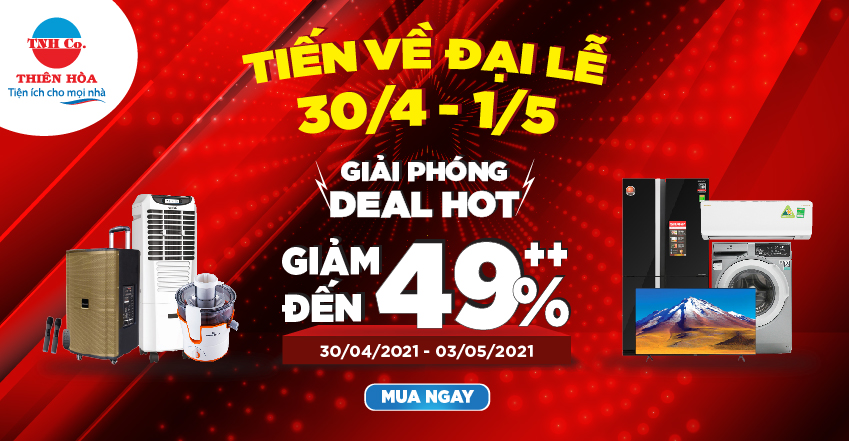 TNH Co.
THIÊN HÒA
Tiện ích cho mọi nhà
TIẾN VỀ ĐẠI LỄ
30/4 - 1/5
GIẢI PHÓNG
DEAL HOT
GIẢM
ĐẾN
49%++
30/04/2021 - 03/05/2021
MUA NGAY